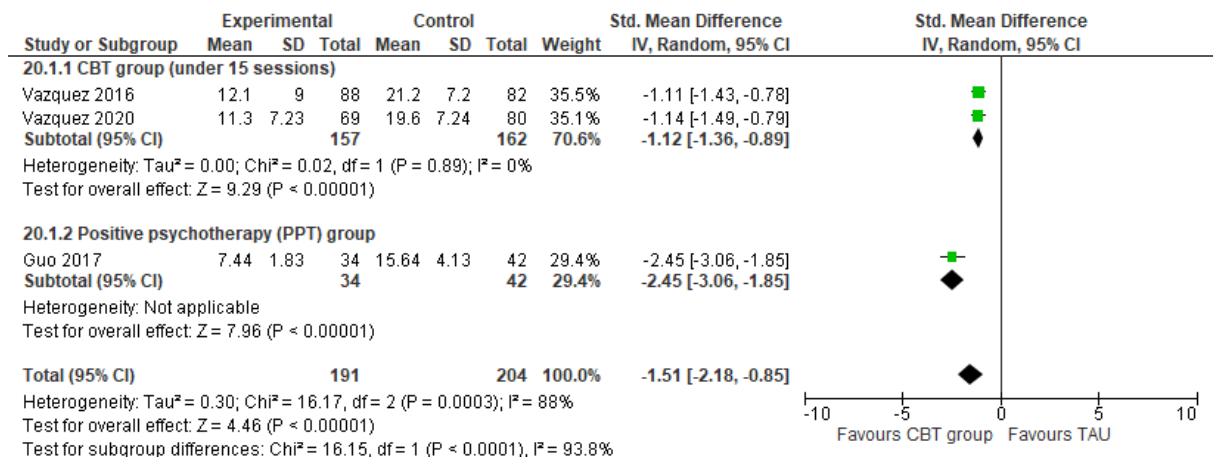 Experimental Control Std. Mean Difference Std. Mean Difference
Study or Subgroup Mean SD Total Mean SD Total Weight IV, Random, 95% CI IV, Random, 95% CI
20.1.1 CBT group (under 15 sessions)
Vazquez 2016 12.1 9 88 21.2 7.2 82 35.5% -1.11 [-1.43, -0.78]
Vazquez 2020 11.3 7.23 69 19.6 7.24 80 35.1% -1.14 [-1.49, -0.79]
Subtotal (95% CI) 157 162 70.6% -1.12 [-1.36, -0.89]
Heterogeneity: Tau² = 0.00; Chi² = 0.02, df = 1 (P = 0.89); I² = 0%
Test for overall effect: Z = 9.29 (P < 0.00001)
20.1.2 Positive psychotherapy (PPT) group
Guo 2017 7.44 1.83 34 15.64 4.13 42 29.4% -2.45 [-3.06, -1.85]
Subtotal (95% CI) 34 42 29.4% -2.45 [-3.06, -1.85]
Heterogeneity: Not applicable
Test for overall effect: Z = 7.96 (P < 0.00001)
Total (95% CI) 191 204 100.0% -1.51 [-2.18, -0.85]
Heterogeneity: Tau² = 0.30; Chi² = 16.17, df = 2 (P = 0.0003); I² = 88%
Test for overall effect: Z = 4.46 (P < 0.00001)
Test for subgroup differences: Chi² = 16.15, df = 1 (P < 0.0001), I² = 93.8%
-10 -5 0 5 10
Favours CBT group Favours TAU